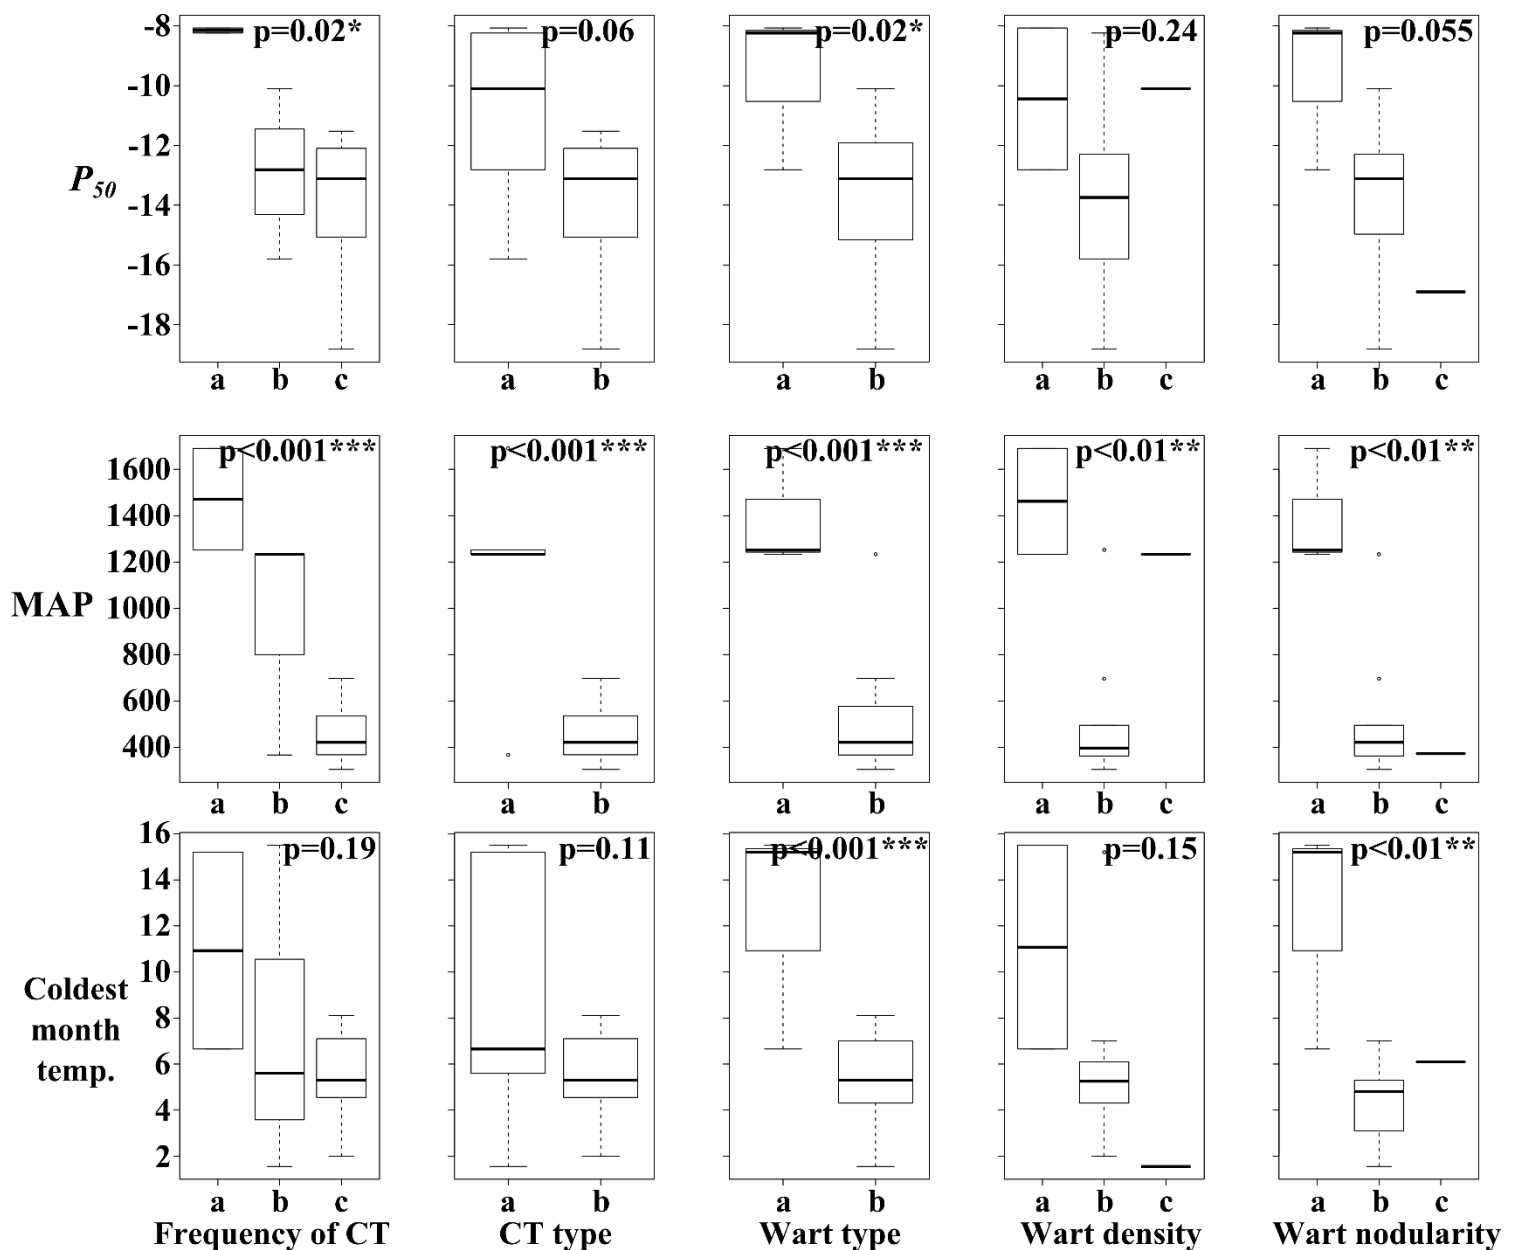 -8
-10
-12
-14
-16
-18
P50
p=0.02*
p=0.06
p=0.02*
p=0.24
p=0.055
a b c
a b
a b
a b c
a b c
1600
1400
1200
1000
800
600
400
MAP
p<0.001***
p<0.001***
p<0.001***
p<0.01**
p<0.01**
a b c
a b
a b
a b c
a b c
16
14
12
10
8
6
4
2
Coldest
month
temp.
p=0.19
p=0.11
p<0.001***
p=0.15
p<0.01**
a b c
a b
a b
a b c
a b c
Frequency of CT
CT type
Wart type
Wart density
Wart nodularity